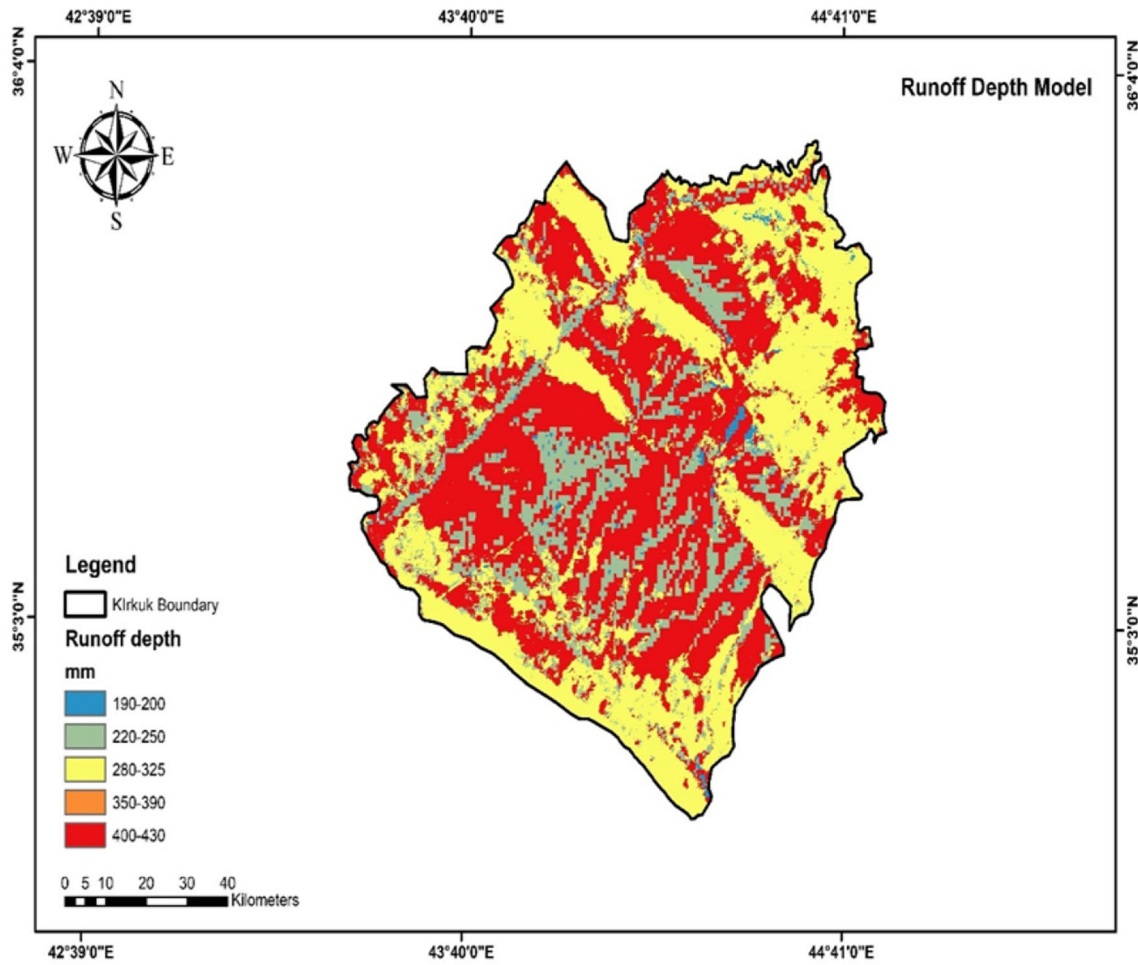 42°39'0"E 43°40'0"E 44°41'0"E
36°4'0"N
36°4'0"N
Runoff Depth Model
N
W E
S
Legend
KIrkuk Boundary
Runoff depth
mm
190-200
220-250
280-325
350-390
400-430
35°3'0"N
35°3'0"N
0 5 10 20 30 40
Kilometers
42°39'0"E 43°40'0"E 44°41'0"E